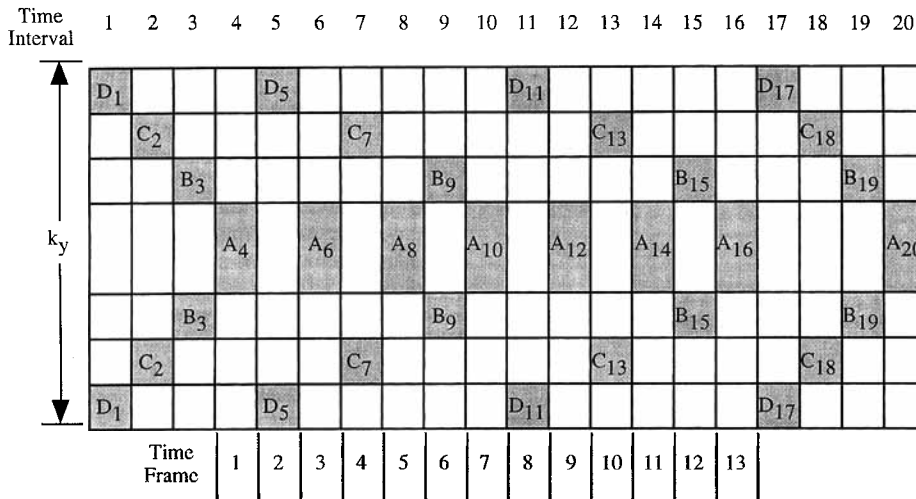 Time Interval 1 2 3 4 5 6 7 8 9 10 11 12 13 14 15 16 17 18 19 20
D1 D5 D11 D17
C2 C7 C13 C18
B3 B9 B15 B19
ky A4 A6 A8 A10 A12 A14 A16 A20
B3 B9 B15 B19
C2 C7 C13 C18
D1 D5 D11 D17
Time Frame 1 2 3 4 5 6 7 8 9 10 11 12 13